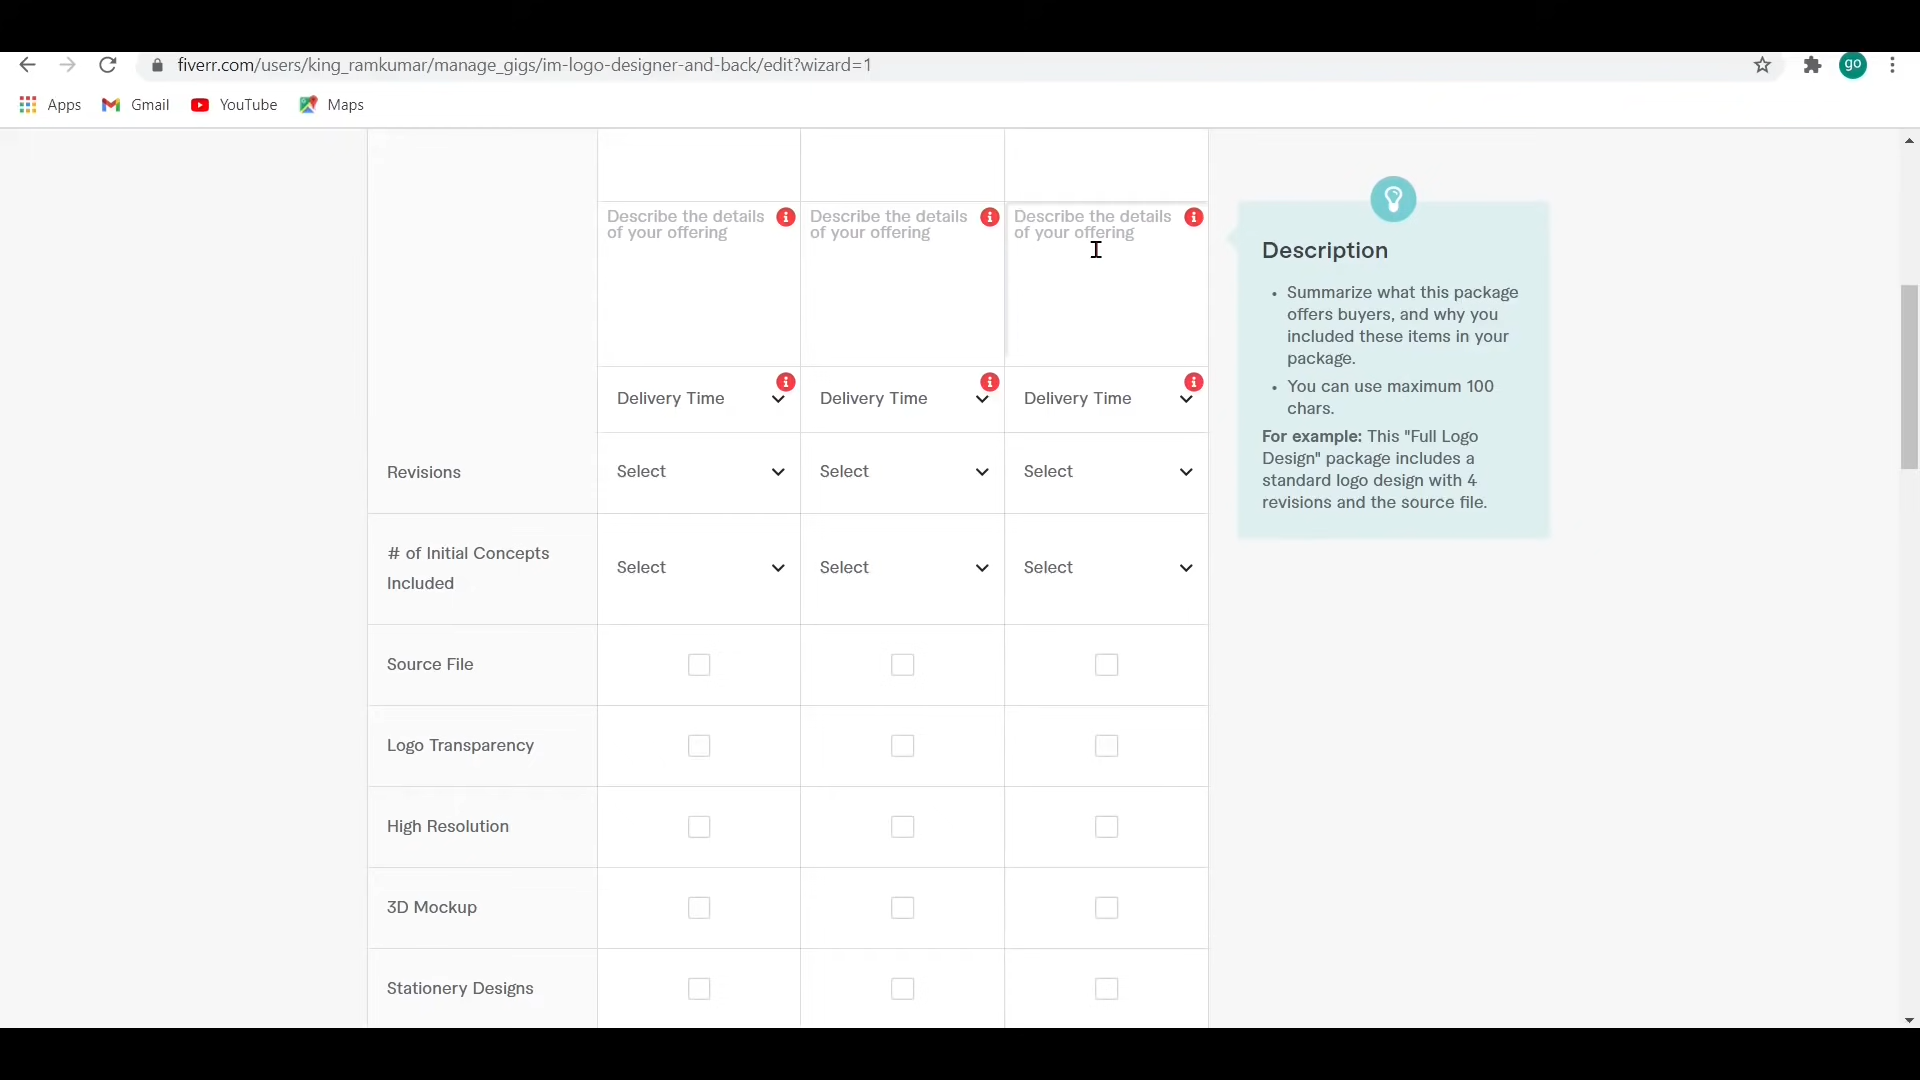 fiverr.com/users/king_ramkumar/manage_gigs/im-logo-designer-and-back/edit?wizard=1
go
Apps
Gmail
YouTube
Maps
Describe the details
of your offering
Describe the details
of your offering
Describe the details
of your offering
Delivery Time
Delivery Time
Delivery Time
Revisions
Select
Select
Select
# of Initial Concepts
Included
Select
Select
Select
Source File
Logo Transparency
High Resolution
3D Mockup
Stationery Designs
Description
• Summarize what this package
offers buyers, and why you
included these items in your
package.
• You can use maximum 100
chars.
For example: This "Full Logo
Design" package includes a
standard logo design with 4
revisions and the source file.